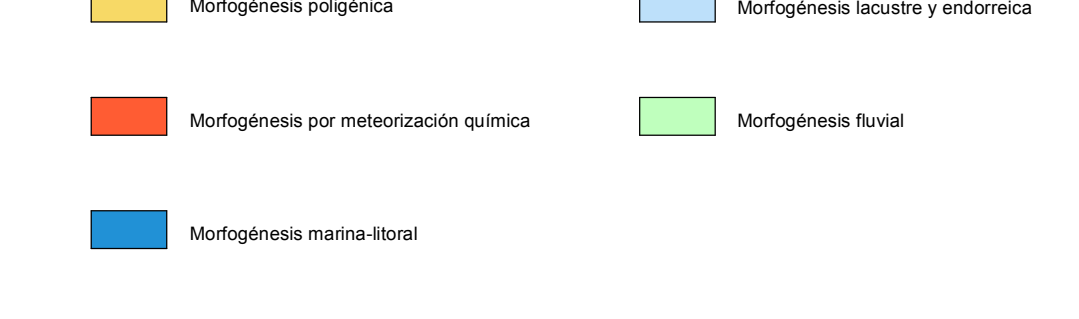 Morfogénesis poligénica
Morfogénesis lacustre y endorreica
Morfogénesis por meteorización química
Morfogénesis fluvial
Morfogénesis marina-litoral